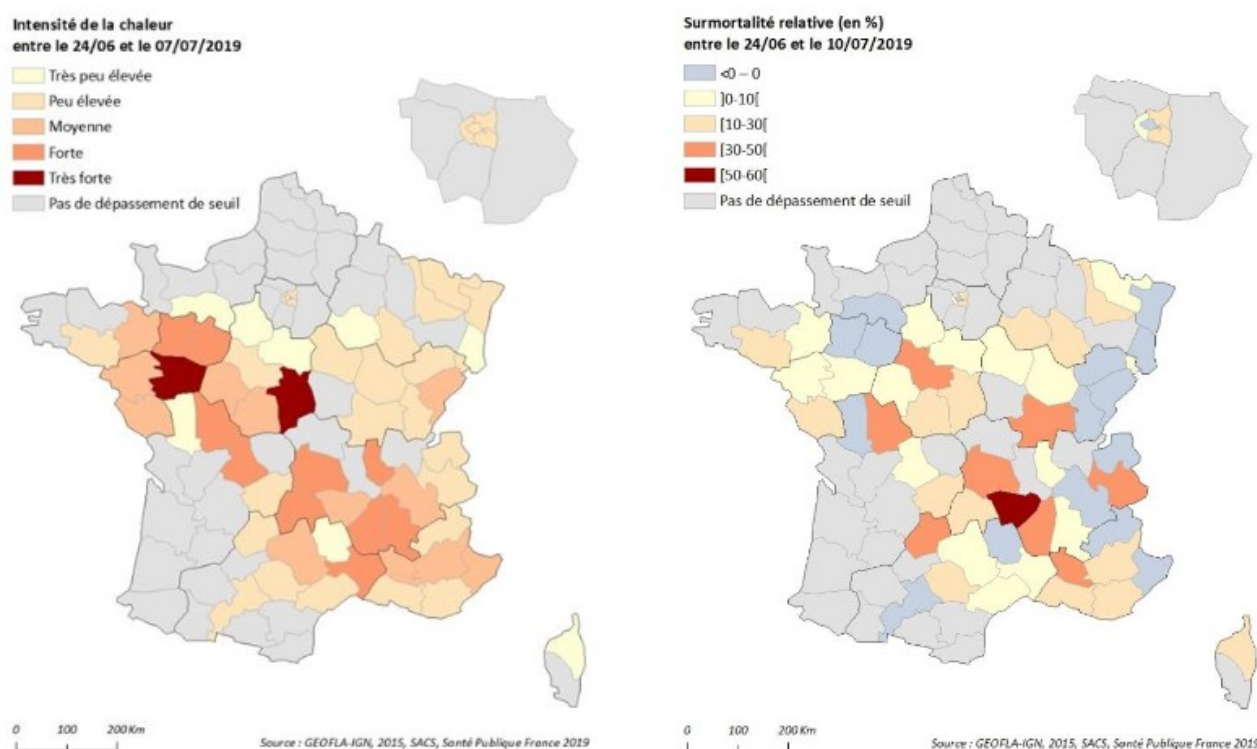 Intensité de la chaleur
entre le 24/06 et le 07/07/2019
Très peu élevée
Peu élevée
Moyenne
Forte
Très forte
Pas de dépassement de seuil
0 100 200 Km
Source : GEOFLA-IGN, 2015, SACS, Santé Publique France 2019
Surmortalité relative (en %)
entre le 24/06 et le 10/07/2019
<0 – 0
]0-10[
[10-30[
[30-50[
[50-60[
Pas de dépassement de seuil
0 100 200 Km
Source : GEOFLA-IGN, 2015, SACS, Santé Publique France 2019